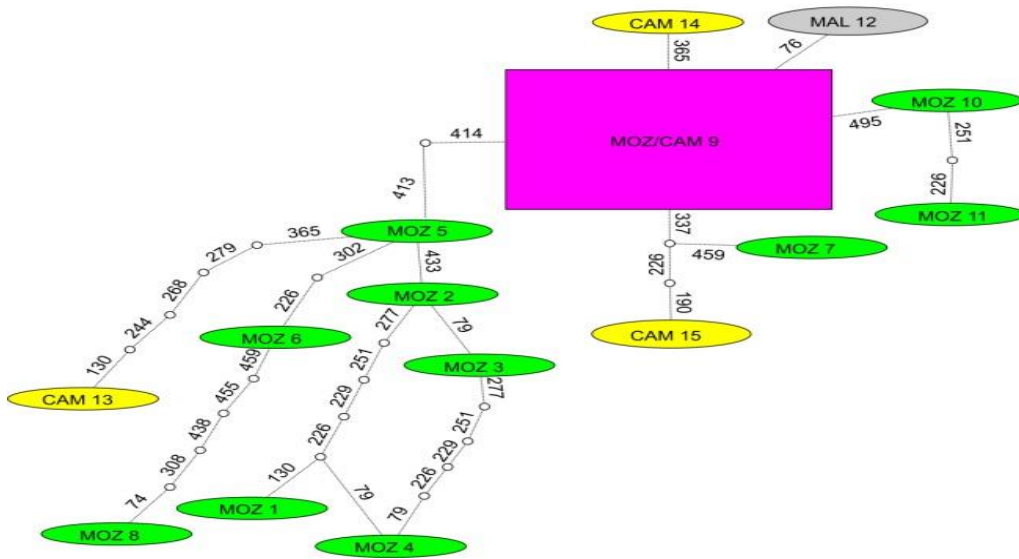 CAM 14
MAL 12
365
76
MOZ 10
495
251
414
MOZ/CAM 9
922
413
MOZ 11
337
MOZ 5
365
302
279
433
459
MOZ 7
922
268
226
MOZ 2
190
244
277
79
MOZ 6
CAM 15
130
459
251
MOZ 3
277
CAM 13
455
229
438
226
251
308
229
130
226
74
79
79
MOZ 1
MOZ 8
MOZ 4